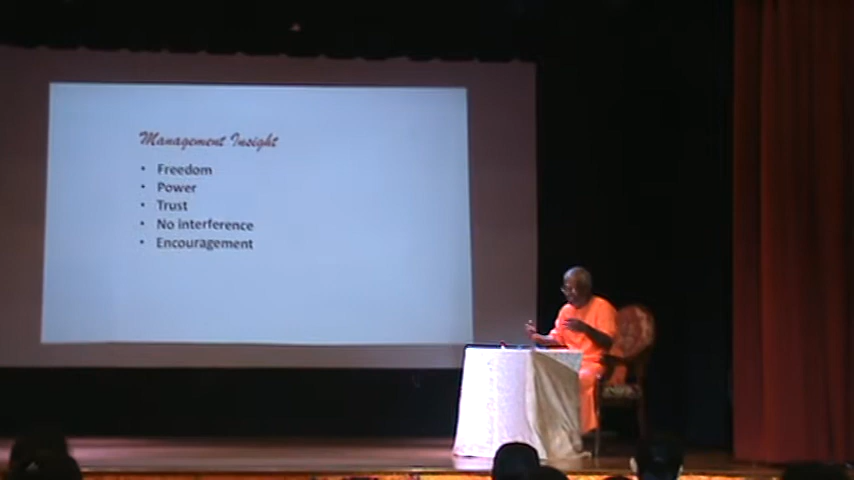 Management Insight
• Freedom
• Power
• Trust
• No interference
• Encouragement